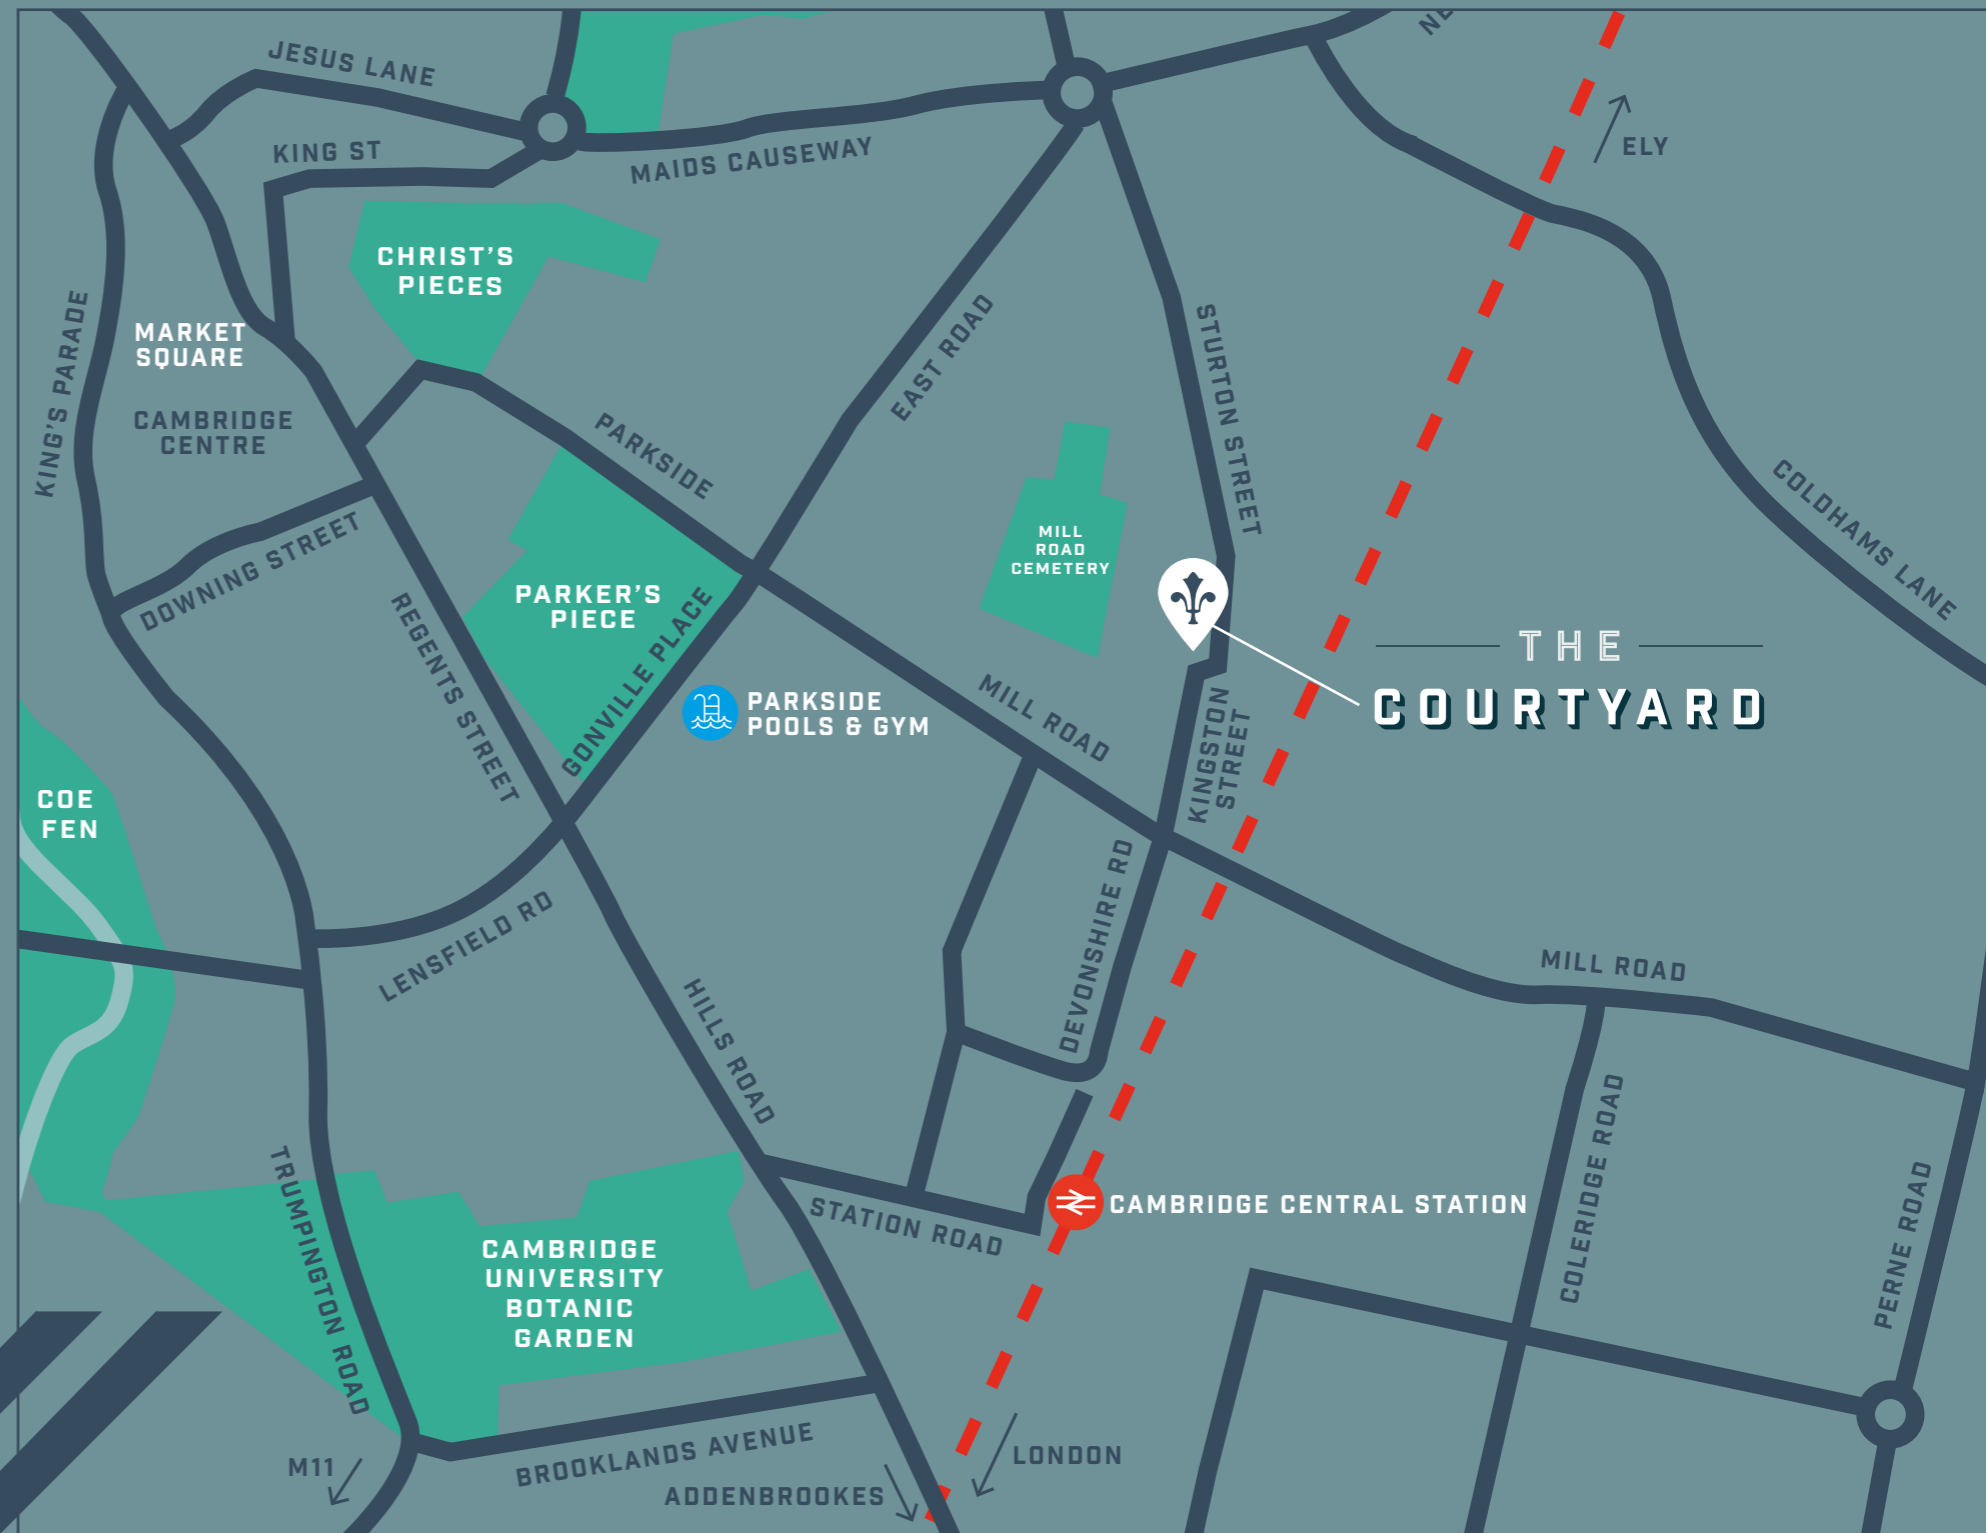 JESUS LANE
NE
KING ST
MAIDS CAUSEWAY
ELY
CHRIST'S
PIECES
KING'S PARADE
MARKET
SQUARE
CAMBRIDGE
CENTRE
EAST ROAD
STURTON STREET
PARKSIDE
COLDHAMS LANE
DOWNING STREET
MILL
ROAD
CEMETERY
PARKER'S
PIECE
REGENTS STREET
GONVILLE PLACE
THE
COURTYARD
PARKSIDE
POOLS & GYM
MILL ROAD
KINGSTON
STREET
COE
FEN
LENSFIELD RD
DEVONSHIRE RD
MILL ROAD
HILLS ROAD
COLERIDGE ROAD
PERNE ROAD
TRUMPINGTON ROAD
STATION ROAD
CAMBRIDGE CENTRAL STATION
CAMBRIDGE
UNIVERSITY
BOTANIC
GARDEN
BROOKLANDS AVENUE
M11
LONDON
ADDENBROOKES